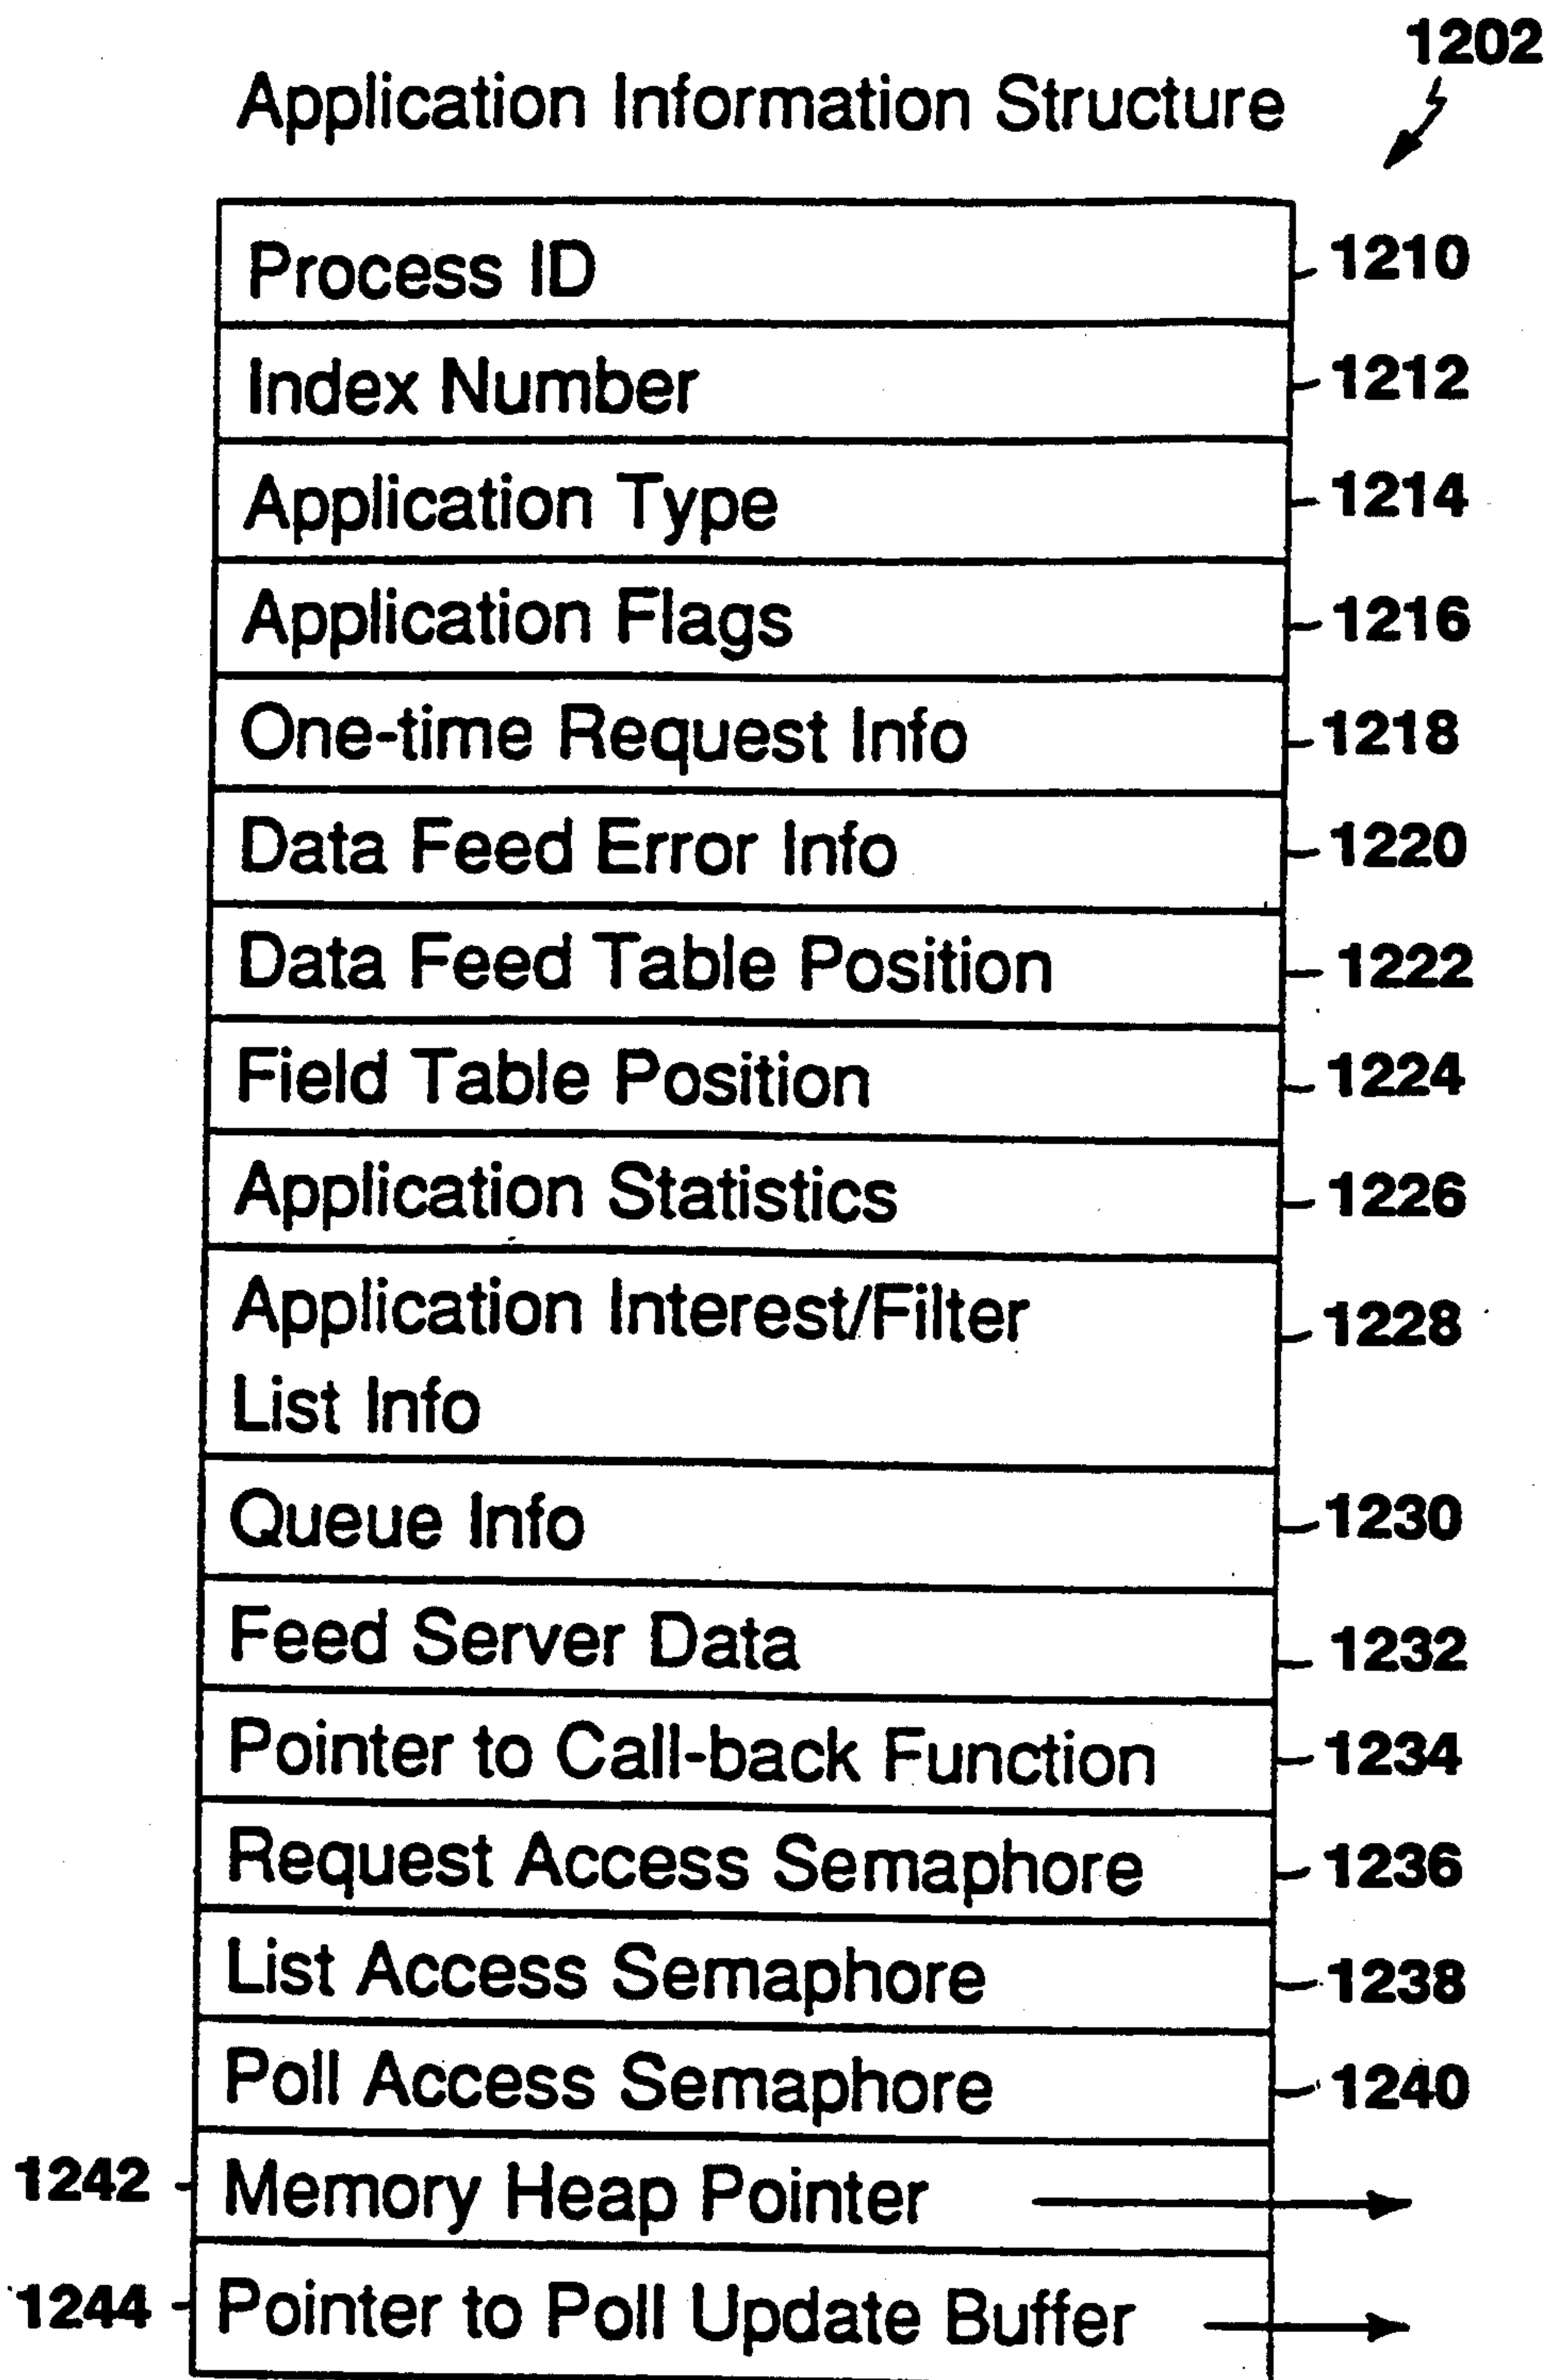 1202
Application Information Structure
Process ID 1210
Index Number 1212
Application Type 1214
Application Flags 1216
One-time Request Info 1218
Data Feed Error Info 1220
Data Feed Table Position 1222
Field Table Position 1224
Application Statistics 1226
Application Interest/Filter 1228
List Info
Queue Info 1230
Feed Server Data 1232
Pointer to Call-back Function 1234
Request Access Semaphore 1236
List Access Semaphore 1238
Poll Access Semaphore 1240
1242 Memory Heap Pointer
1244 Pointer to Poll Update Buffer